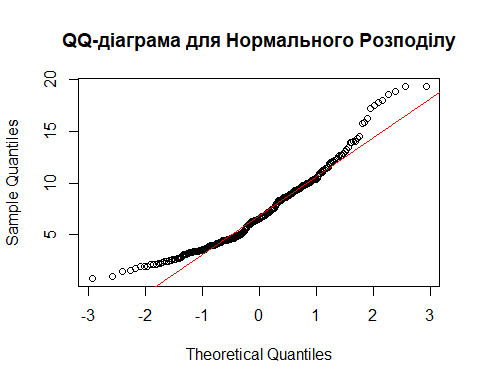 QQ-діаграма для Нормального Розподілу
Sample Quantiles
20
15
10
5
-3 -2 -1 0 1 2 3
Theoretical Quantiles